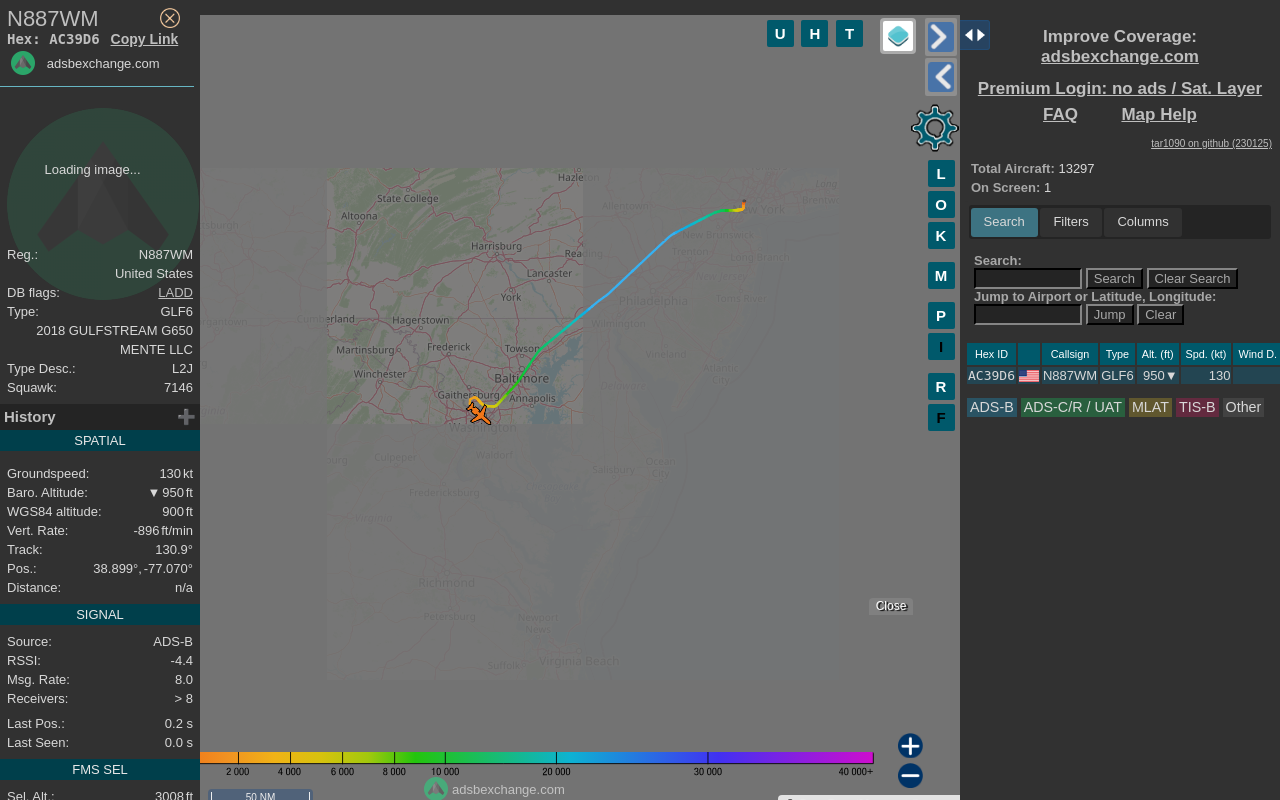 N887WM
Hex: AC39D6 Copy Link
adsbexchange.com
Loading image...
Reg.: N887WM
United States
DB flags: LADD
Type: GLF6
2018 GULFSTREAM G650
MENTE LLC
Type Desc.: L2J
Squawk: 7146
History
SPATIAL
Groundspeed: 130 kt
Baro. Altitude: ▼ 950 ft
WGS84 altitude: 900 ft
Vert. Rate: -896 ft/min
Track: 130.9°
Pos.: 38.899°, -77.070°
Distance: n/a
SIGNAL
Source: ADS-B
RSSI: -4.4
Msg. Rate: 8.0
Receivers: > 8
Last Pos.: 0.2 s
Last Seen: 0.0 s
FMS SEL
Sel. Alt.: 3008 ft
U H T
L
O
K
M
P
I
R
F
State College
Altoona
Harrisburg
Lancaster
York
Hagerstown
Martinsburg
Frederick
Towson
Winchester
Baltimore
Gaithersburg
Annapolis
Washington
Allentown
New York
New Brunswick
Long Branch
Trenton
Philadelphia
Toms River
Wilmington
Vineland
Atlantic City
Culpeper
Waldorf
Salisbury
Ocean City
Fredericksburg
Richmond
Petersburg
Newport News
Suffolk
Virginia Beach
Close
2 000 4 000 6 000 8 000 10 000 20 000 30 000 40 000+
adsbexchange.com
50 NM
Improve Coverage:
adsbexchange.com
Premium Login: no ads / Sat. Layer
FAQ Map Help
tar1090 on github (230125)
Total Aircraft: 13297
On Screen: 1
Search Filters Columns
Search:
Search Clear Search
Jump to Airport or Latitude, Longitude:
Jump Clear
Hex ID Callsign Type Alt. (ft) Spd. (kt) Wind D.
AC39D6 N887WM GLF6 950▼ 130
ADS-B ADS-C/R / UAT MLAT TIS-B Other